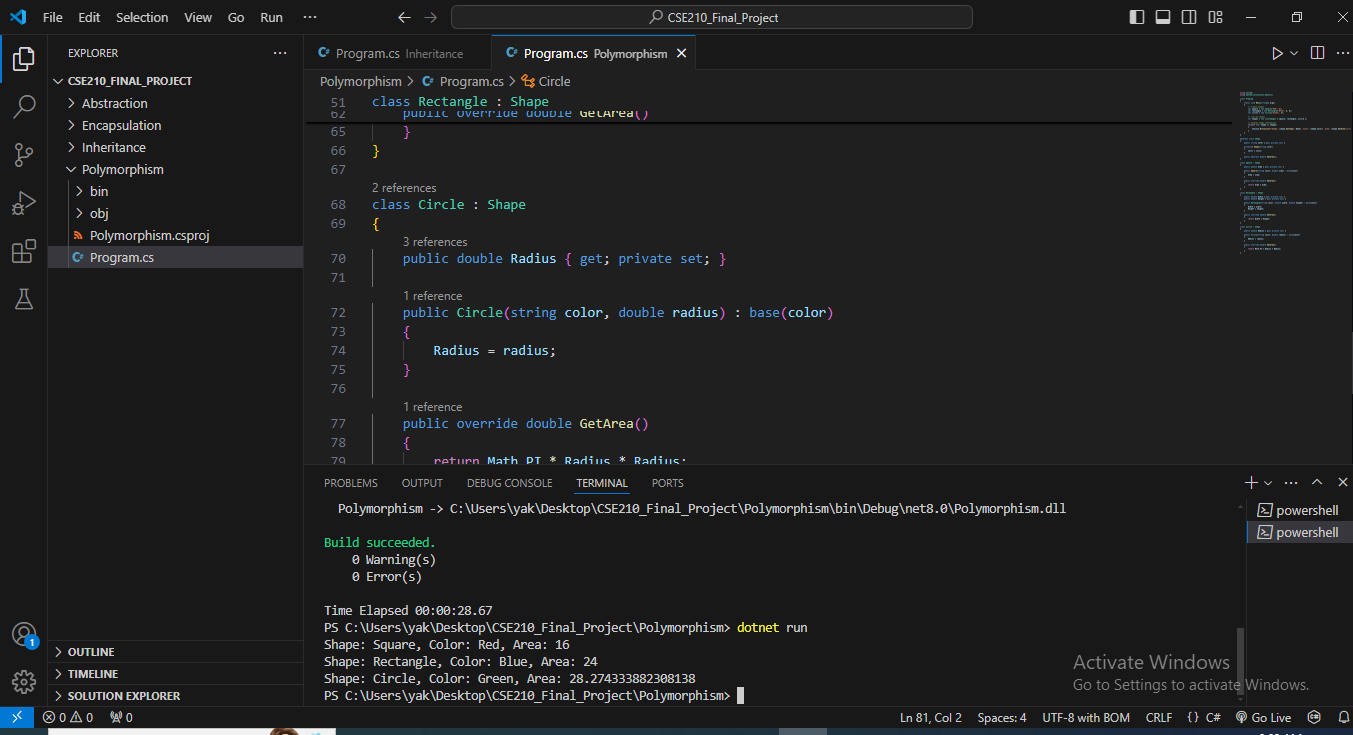 File Edit Selection View Go Run ···
CSE210_Final_Project
EXPLORER ···
CSE210_FINAL_PROJECT
Abstraction
Encapsulation
Inheritance
Polymorphism
bin
obj
Polymorphism.csproj
Program.cs
OUTLINE
TIMELINE
SOLUTION EXPLORER
1
Program.cs Inheritance
Program.cs Polymorphism
Polymorphism > Program.cs > Circle
51 class Rectangle : Shape
62 public override double GetArea()
65 }
66 }
67
2 references
68 class Circle : Shape
69 {
3 references
70 public double Radius { get; private set; }
71
1 reference
72 public Circle(string color, double radius) : base(color)
73 {
74 Radius = radius;
75 }
76
1 reference
77 public override double GetArea()
78 {
79 return Math.PI * Radius * Radius;
PROBLEMS OUTPUT DEBUG CONSOLE TERMINAL PORTS
powershell
powershell
Polymorphism -> C:\Users\yak\Desktop\CSE210_Final_Project\Polymorphism\bin\Debug\net8.0\Polymorphism.dll
Build succeeded.
0 Warning(s)
0 Error(s)
Time Elapsed 00:00:28.67
PS C:\Users\yak\Desktop\CSE210_Final_Project\Polymorphism> dotnet run
Shape: Square, Color: Red, Area: 16
Shape: Rectangle, Color: Blue, Area: 24
Shape: Circle, Color: Green, Area: 28.274333882308138
PS C:\Users\yak\Desktop\CSE210_Final_Project\Polymorphism>
Activate Windows
Go to Settings to activate Windows.
0 0 0
Ln 81, Col 2 Spaces: 4 UTF-8 with BOM CRLF {} C# Go Live